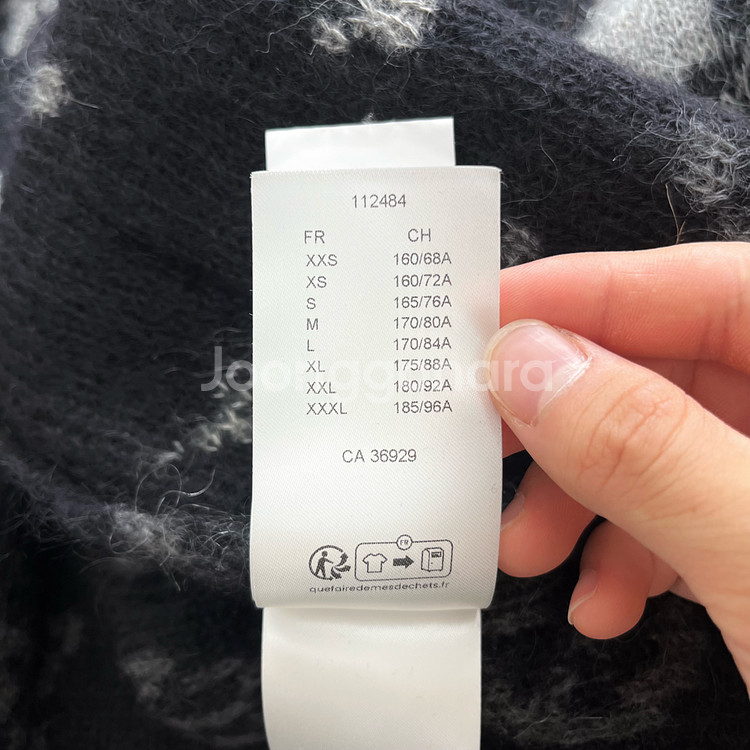 112484
FR CH
XXS 160/68A
XS 160/72A
S 165/76A
M 170/80A
L 170/84A
XL 175/88A
XXL 180/92A
XXXL 185/96A
Joonggonara
CA 36929
FR
quefairedemesdechets.fr